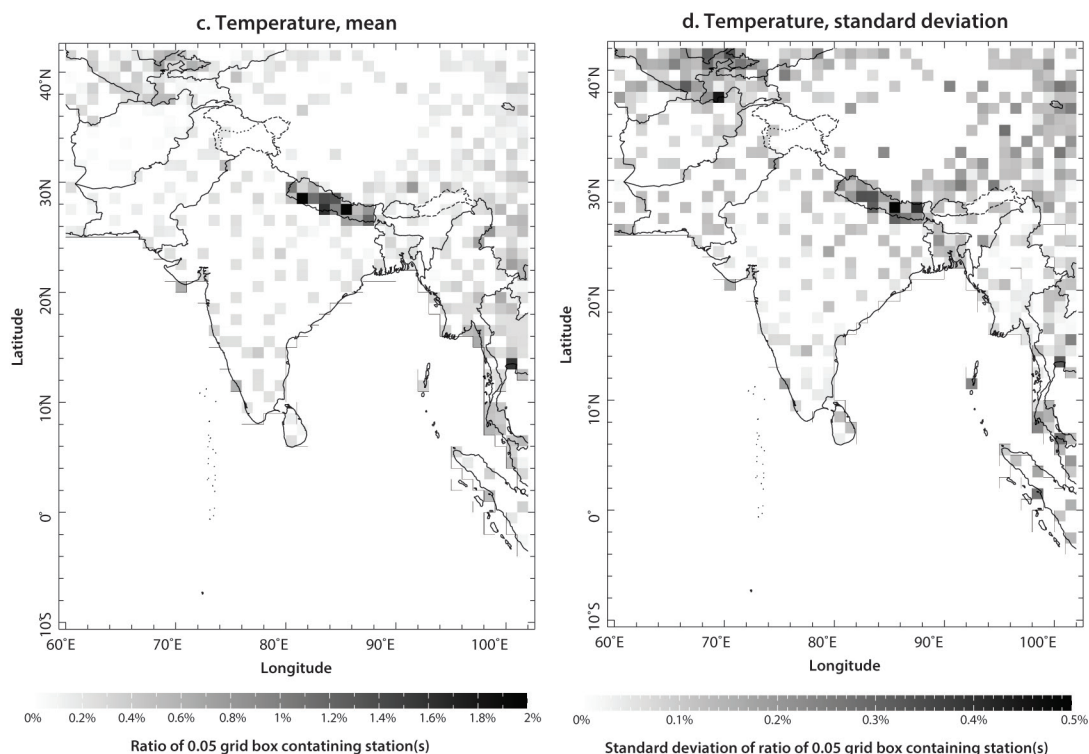 c. Temperature, mean
d. Temperature, standard deviation
40°N
30°N
20°N
10°N
0°
10°S
Latitude
60°E 70°E 80°E 90°E 100°E
Longitude
40°N
30°N
20°N
10°N
0°
10°S
Latitude
60°E 70°E 80°E 90°E 100°E
Longitude
0% 0.2% 0.6% 0.8% 1% 1.4% 1.6% 1.8% 2%
Ratio of 0.05 grid box contatining station(s)
0% 0.1% 0.2% 0.3% 0.4% 0.5%
Standard deviation of ratio of 0.05 grid box containing station(s)